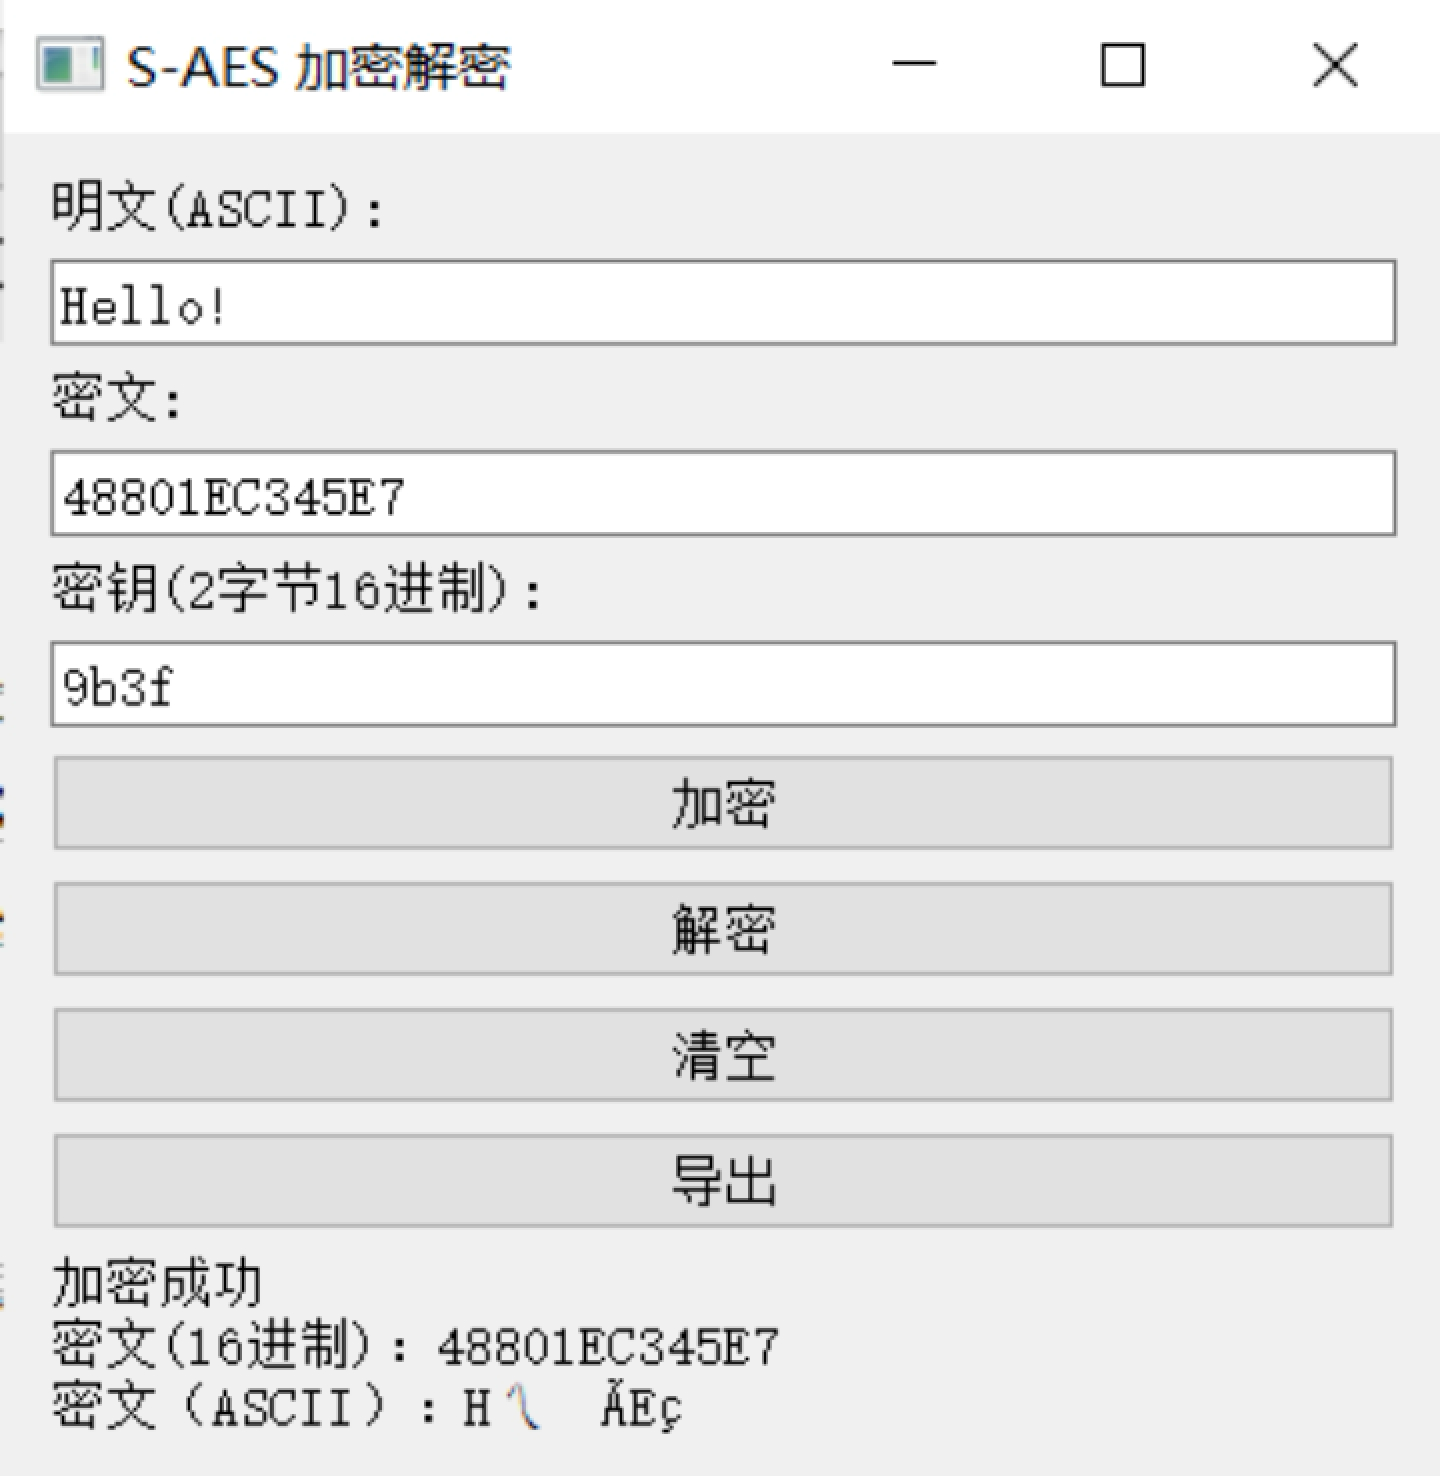 S-AES 加密解密
明文(ASCII):
Hello!
密文:
48801EC345E7
密钥(2字节16进制):
9b3f
加密
解密
清空
导出
加密成功
密文(16进制): 48801EC345E7
密文（ASCII）: H ÃEç